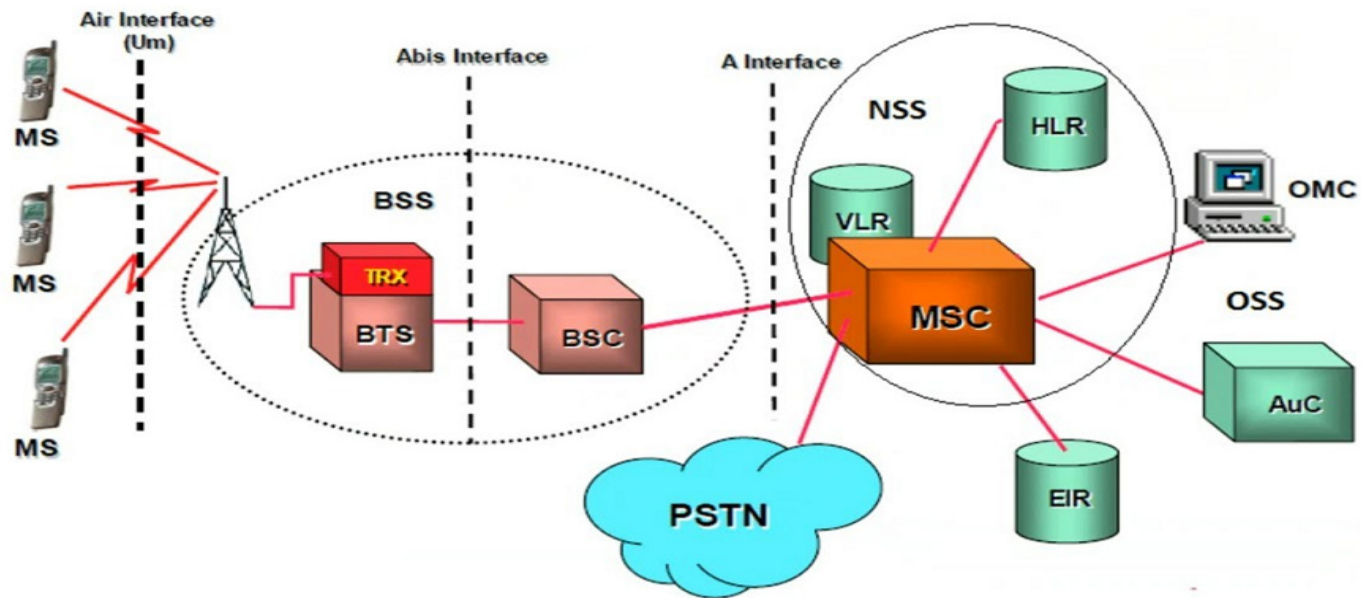 Air Interface
(Um)
Abis Interface
A Interface
MS
MS
MS
BSS
TRX
BTS
BSC
NSS
HLR
VLR
MSC
OMC
OSS
AuC
EIR
PSTN